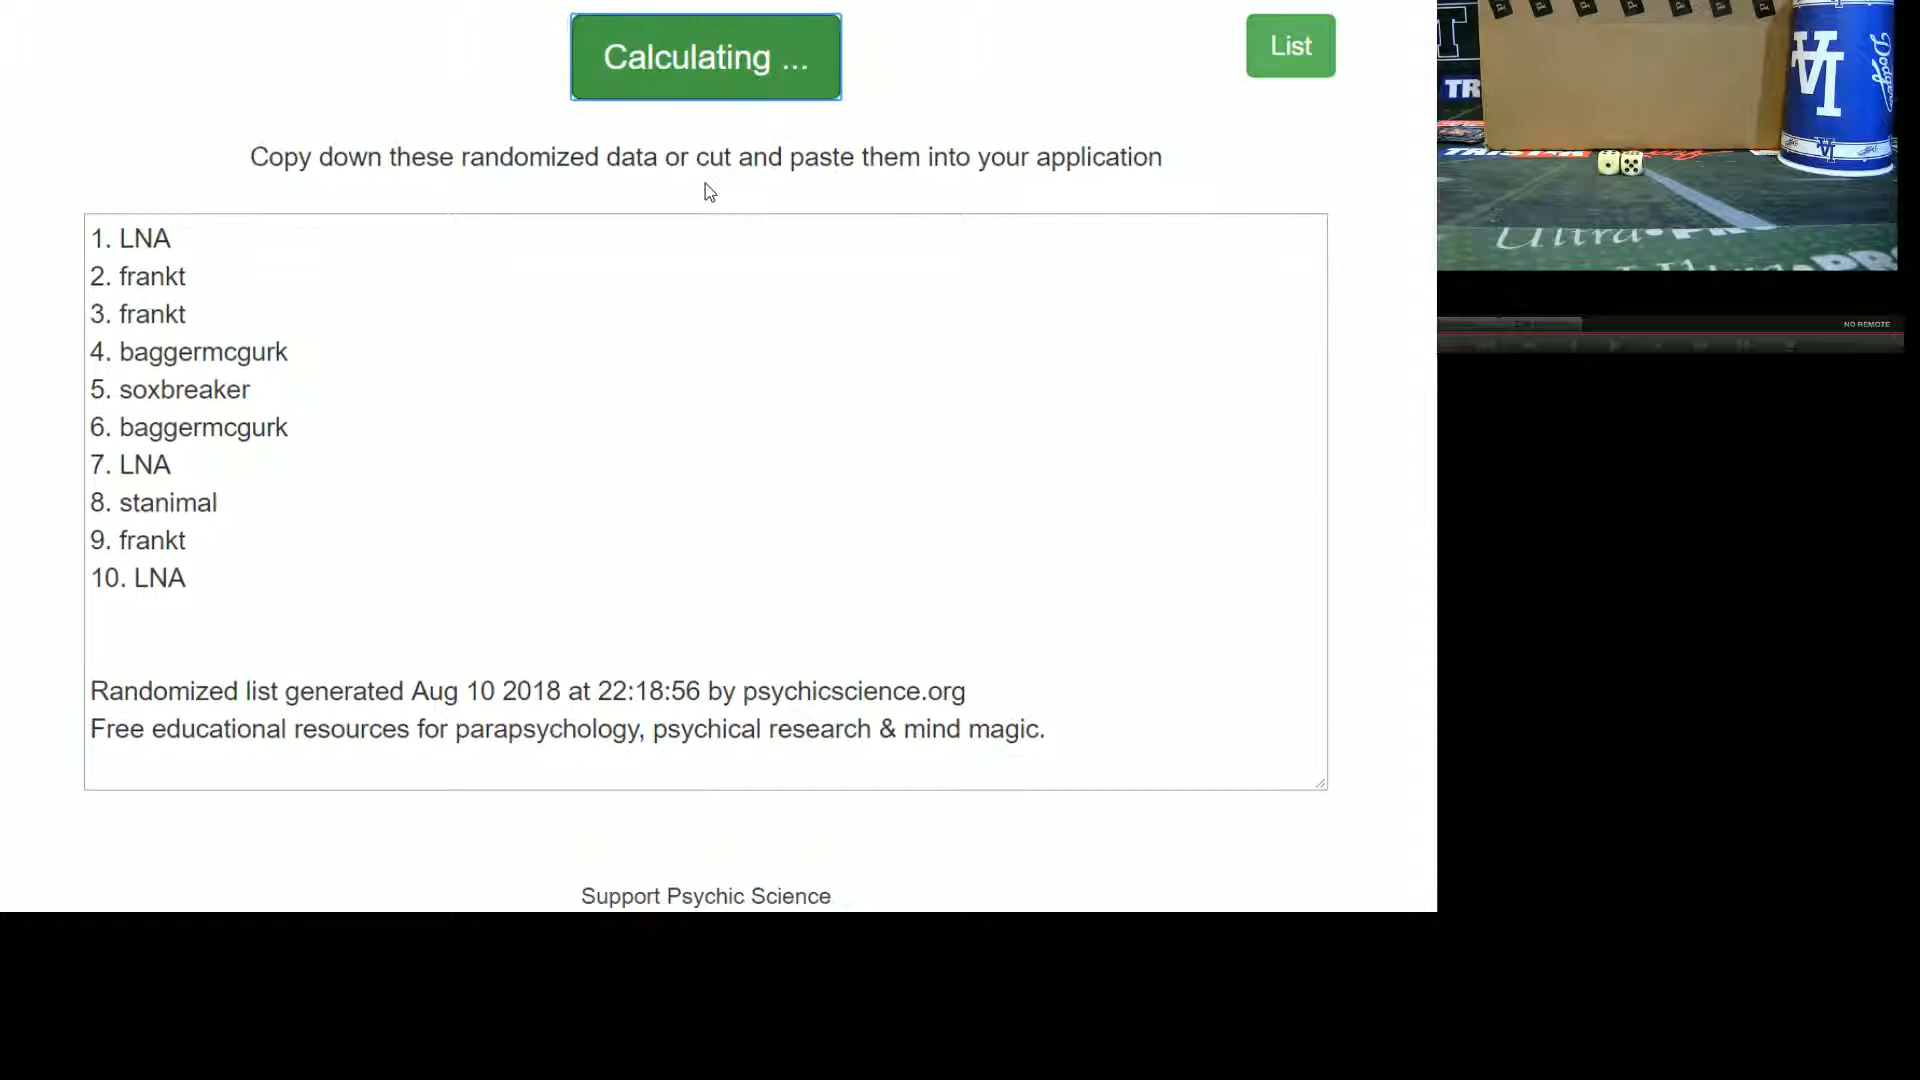 Calculating ...
List
Copy down these randomized data or cut and paste them into your application
1. LNA
2. frankt
3. frankt
4. baggermcgurk
5. soxbreaker
6. baggermcgurk
7. LNA
8. stanimal
9. frankt
10. LNA
Randomized list generated Aug 10 2018 at 22:18:56 by psychicscience.org
Free educational resources for parapsychology, psychical research & mind magic.
Support Psychic Science
Dodgers
TR
Ultra PRO
NO REMOTE